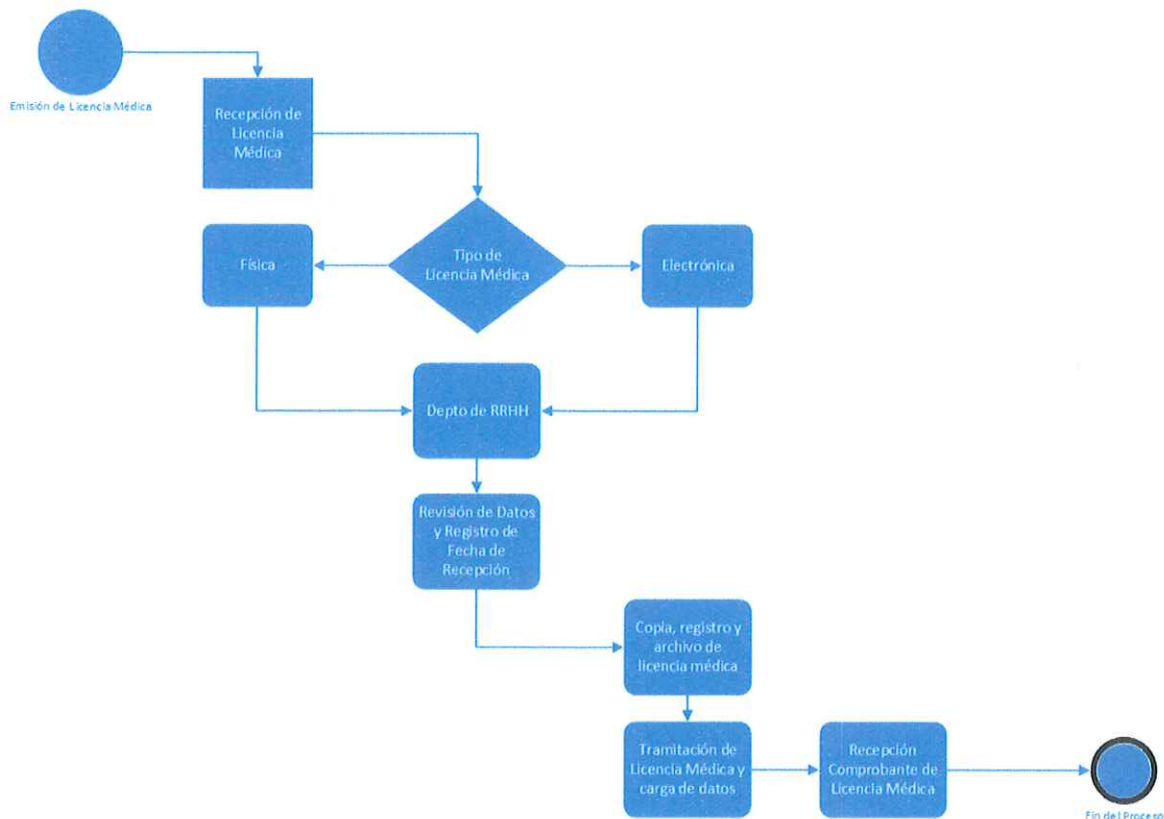 Emisión de Licencia Médica
Recepción de
Licencia
Médica
Física
Tipo de
Licencia Médica
Electrónica
Depto de RRHH
Revisión de Datos
y Registro de
Fecha de
Recepción
Copia, registro y
archivo de
licencia médica
Tramitación de
Licencia Médica y
carga de datos
Recepción
Comprobante de
Licencia Médica
Fin del Proceso